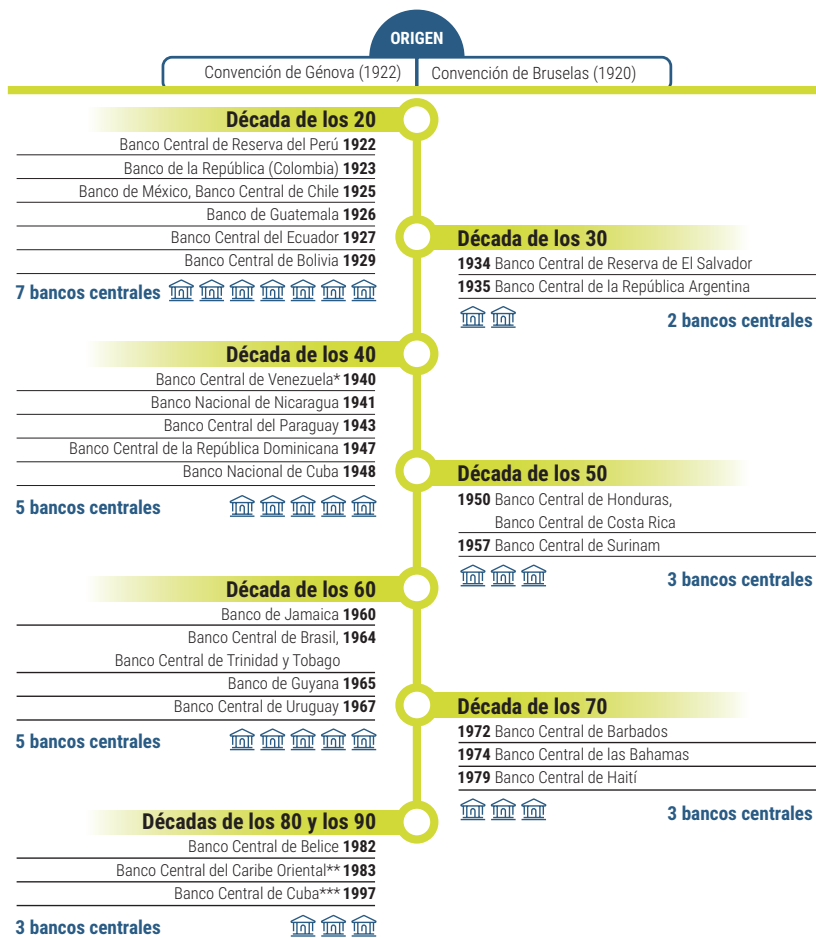 ORIGEN
Convención de Génova (1922)
Convención de Bruselas (1920)
Década de los 20
Banco Central de Reserva del Perú 1922
Banco de la República (Colombia) 1923
Banco de México, Banco Central de Chile 1925
Banco de Guatemala 1926
Banco Central del Ecuador 1927
Banco Central de Bolivia 1929
7 bancos centrales
Década de los 30
1934 Banco Central de Reserva de El Salvador
1935 Banco Central de la República Argentina
2 bancos centrales
Década de los 40
Banco Central de Venezuela* 1940
Banco Nacional de Nicaragua 1941
Banco Central del Paraguay 1943
Banco Central de la República Dominicana 1947
Banco Nacional de Cuba 1948
5 bancos centrales
Década de los 50
1950 Banco Central de Honduras,
Banco Central de Costa Rica
1957 Banco Central de Surinam
3 bancos centrales
Década de los 60
Banco de Jamaica 1960
Banco Central de Brasil, 1964
Banco Central de Trinidad y Tobago
Banco de Guyana 1965
Banco Central de Uruguay 1967
5 bancos centrales
Década de los 70
1972 Banco Central de Barbados
1974 Banco Central de las Bahamas
1979 Banco Central de Haití
3 bancos centrales
Décadas de los 80 y los 90
Banco Central de Belice 1982
Banco Central del Caribe Oriental** 1983
Banco Central de Cuba*** 1997
3 bancos centrales